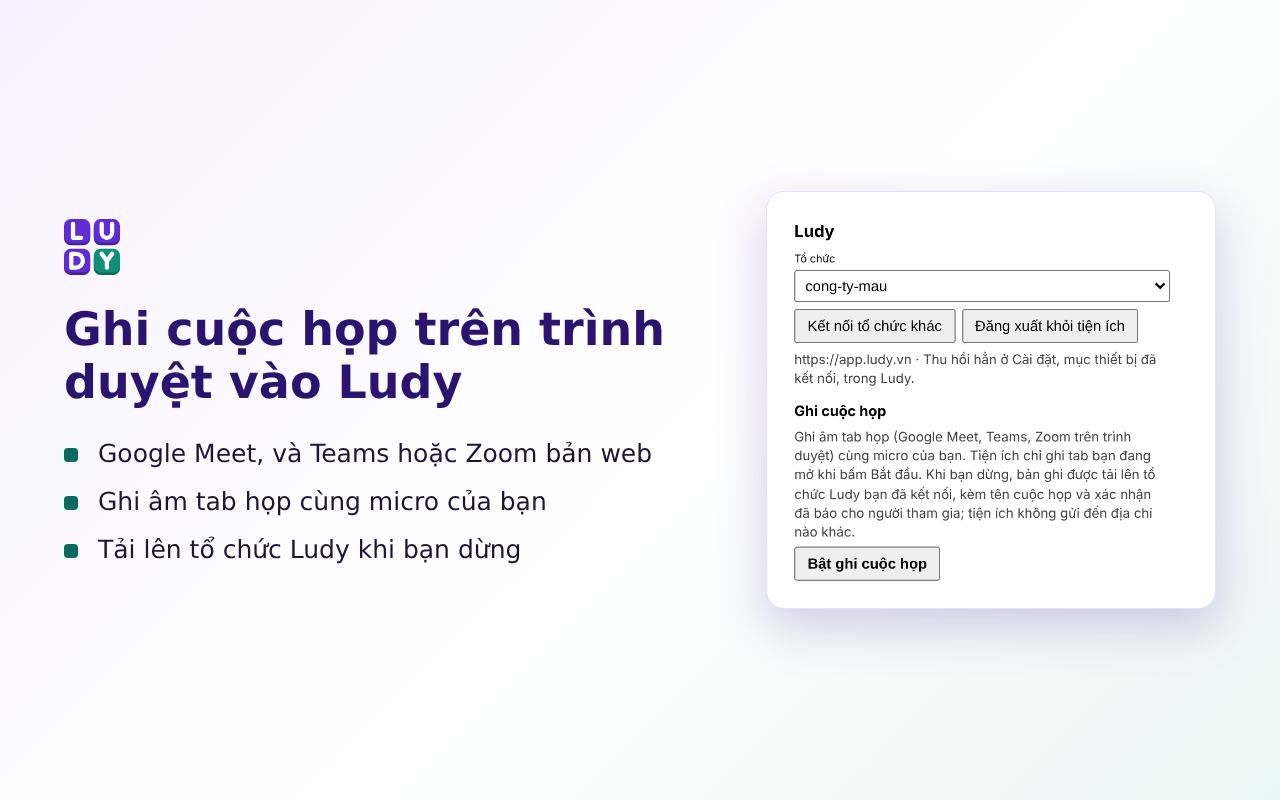 LUDY
Ghi cuộc họp trên trình
duyệt vào Ludy
Google Meet, và Teams hoặc Zoom bản web
Ghi âm tab họp cùng micro của bạn
Tải lên tổ chức Ludy khi bạn dừng
Ludy
Tổ chức
cong-ty-mau
Kết nối tổ chức khác
Đăng xuất khỏi tiện ích
https://app.ludy.vn · Thu hồi hẳn ở Cài đặt, mục thiết bị đã
kết nối, trong Ludy.
Ghi cuộc họp
Ghi âm tab họp (Google Meet, Teams, Zoom trên trình
duyệt) cùng micro của bạn. Tiện ích chỉ ghi tab bạn đang
mở khi bấm Bắt đầu. Khi bạn dừng, bản ghi được tải lên tổ
chức Ludy bạn đã kết nối, kèm tên cuộc họp và xác nhận
đã báo cho người tham gia; tiện ích không gửi đến địa chỉ
nào khác.
Bật ghi cuộc họp